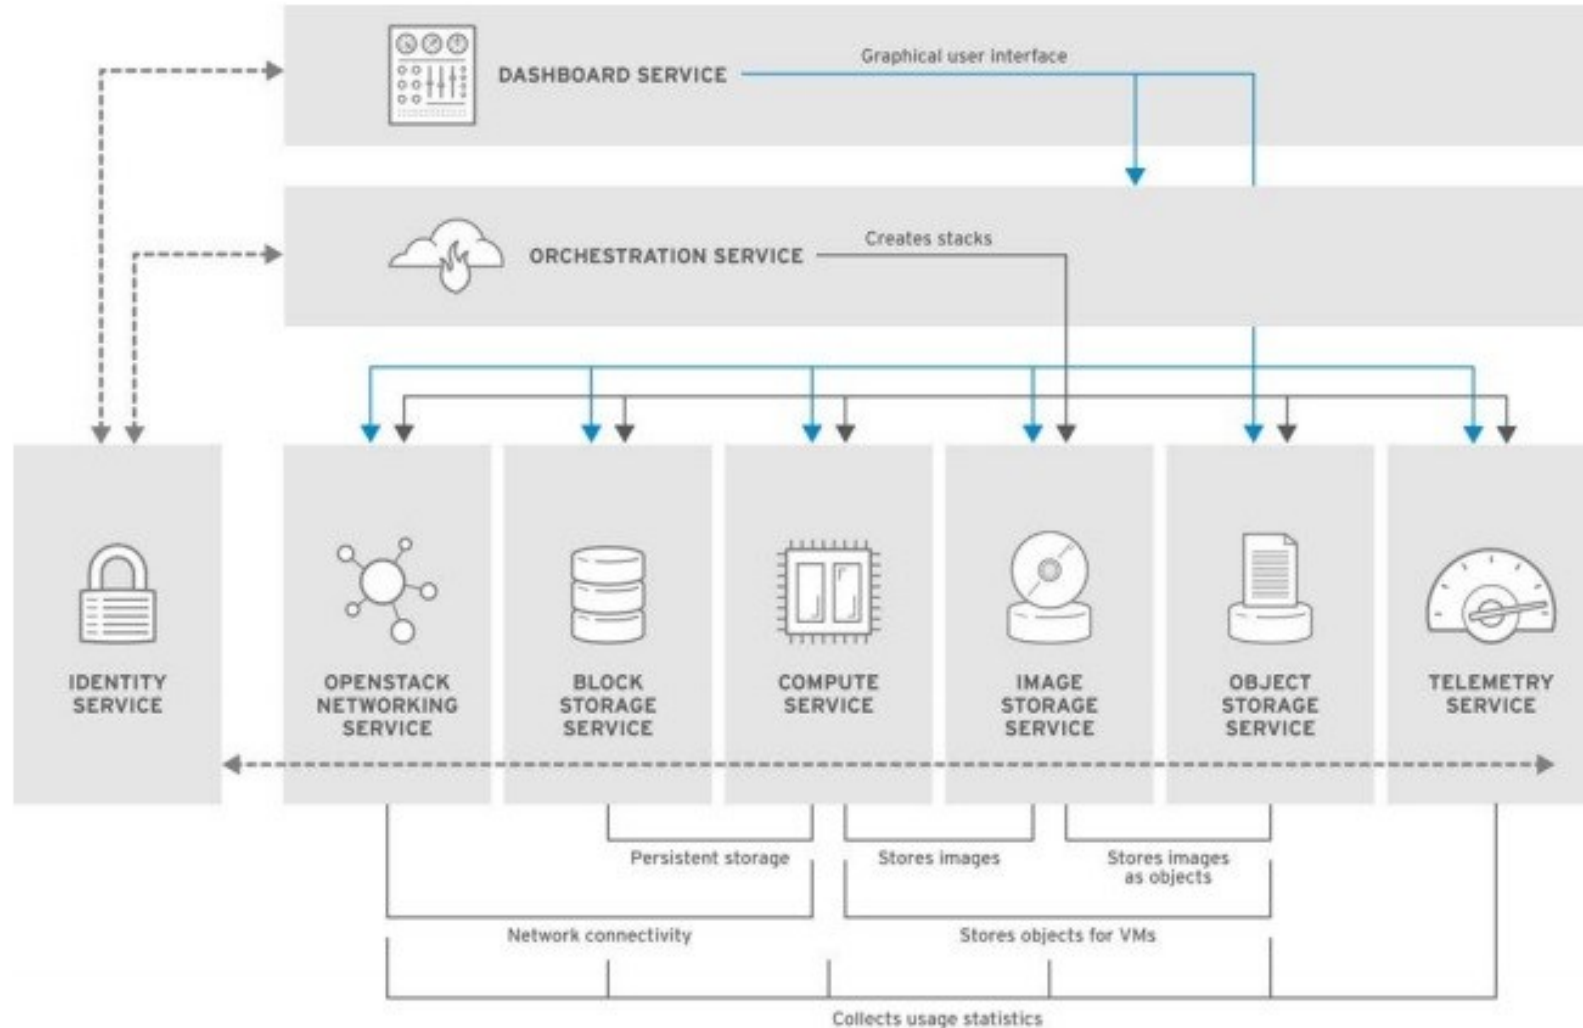 Graphical user interface
DASHBOARD SERVICE
Creates stacks
ORCHESTRATION SERVICE
IDENTITY
SERVICE
OPENSTACK
NETWORKING
SERVICE
BLOCK
STORAGE
SERVICE
COMPUTE
SERVICE
IMAGE
STORAGE
SERVICE
OBJECT
STORAGE
SERVICE
TELEMETRY
SERVICE
Persistent storage
Stores images
Stores images
as objects
Network connectivity
Stores objects for VMs
Collects usage statistics